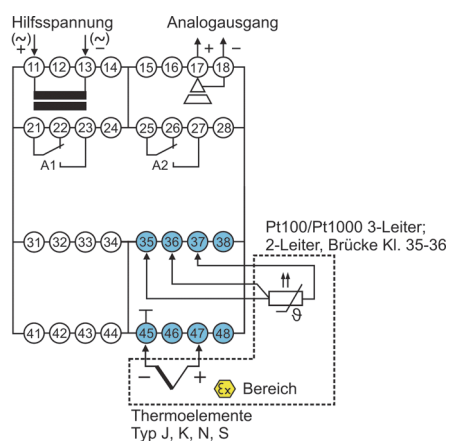 Hilfsspannung Analogausgang
(~) (~)
+ − + −
11 12 13 14 15 16 17 18
21 22 23 24 25 26 27 28
A1 A2
31 32 33 34 35 36 37 38
Pt100/Pt1000 3-Leiter;
2-Leiter, Brücke Kl. 35-36
ϑ
41 42 43 44 45 46 47 48
− +
Ex Bereich
Thermoelemente
Typ J, K, N, S